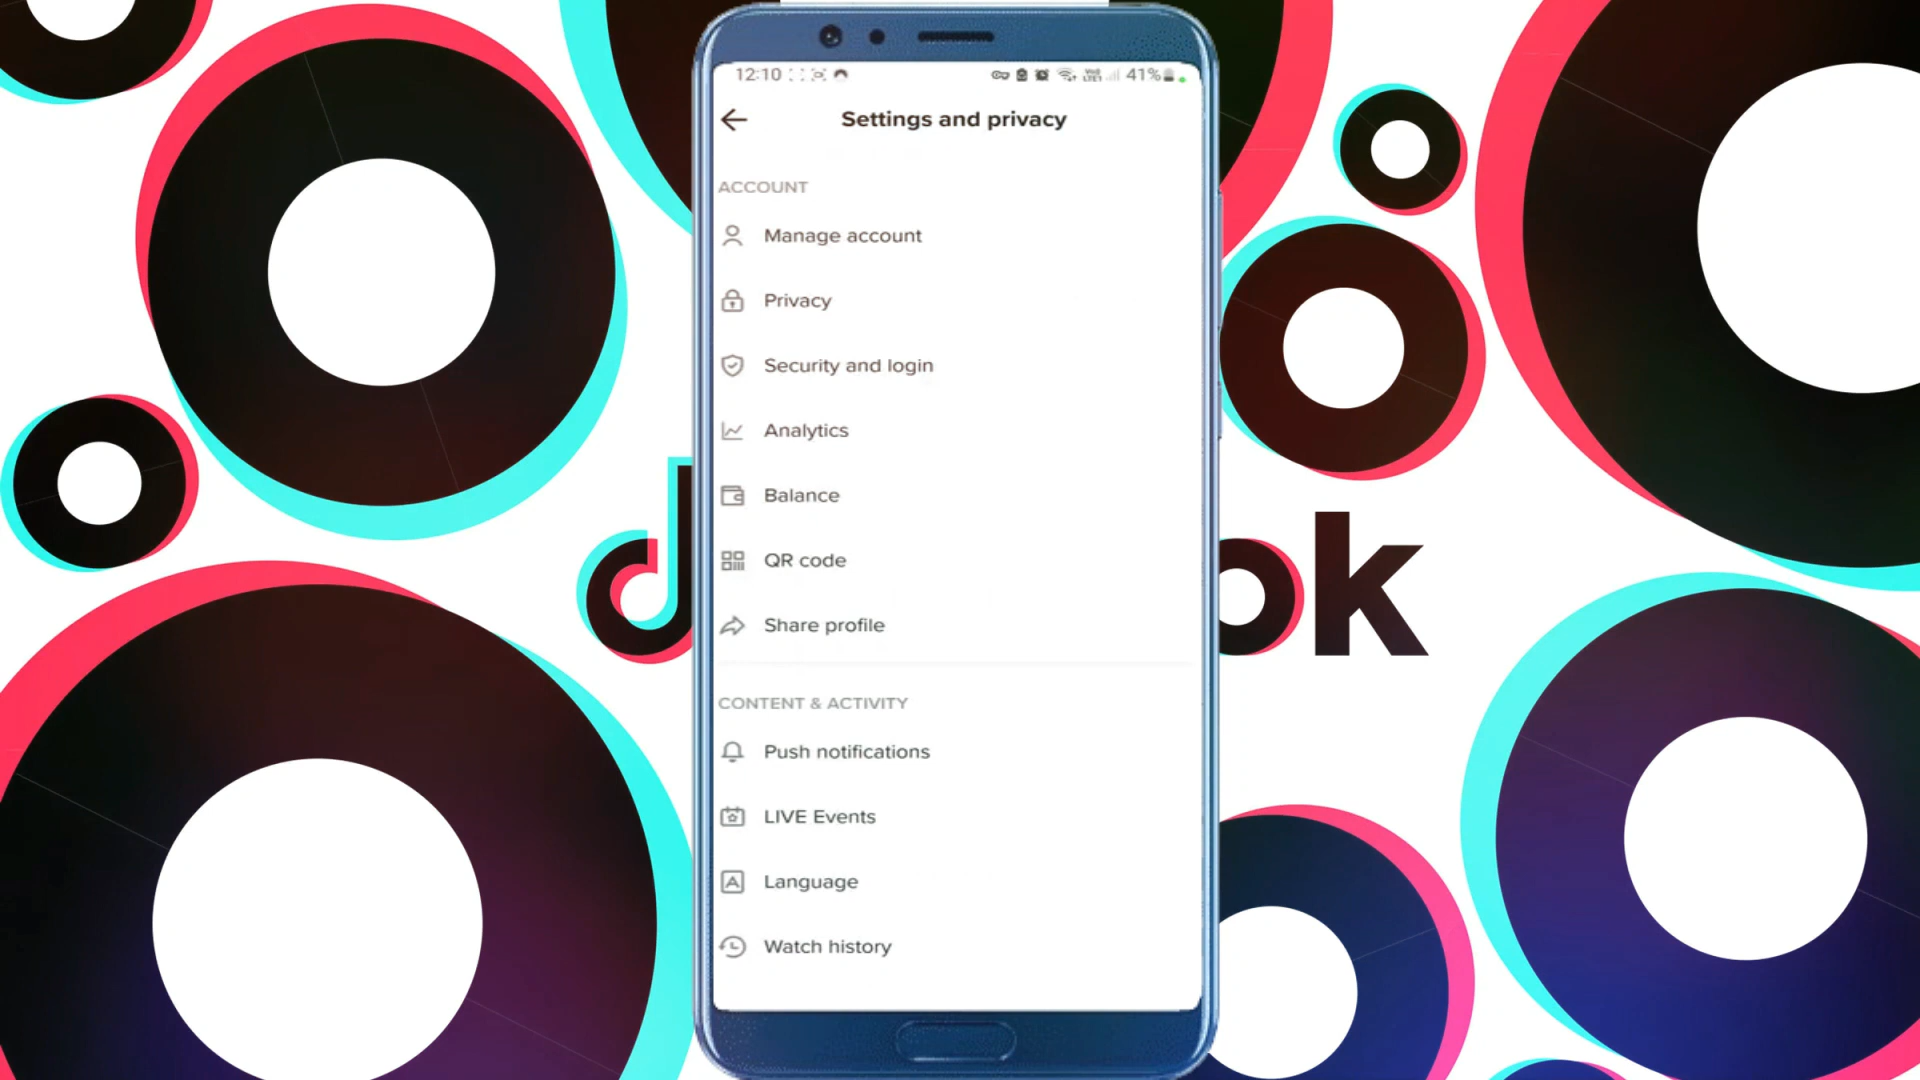 12:10 41%
Settings and privacy
ACCOUNT
Manage account
Privacy
Security and login
Analytics
Balance
QR code
Share profile
ok
CONTENT & ACTIVITY
Push notifications
LIVE Events
Language
Watch history